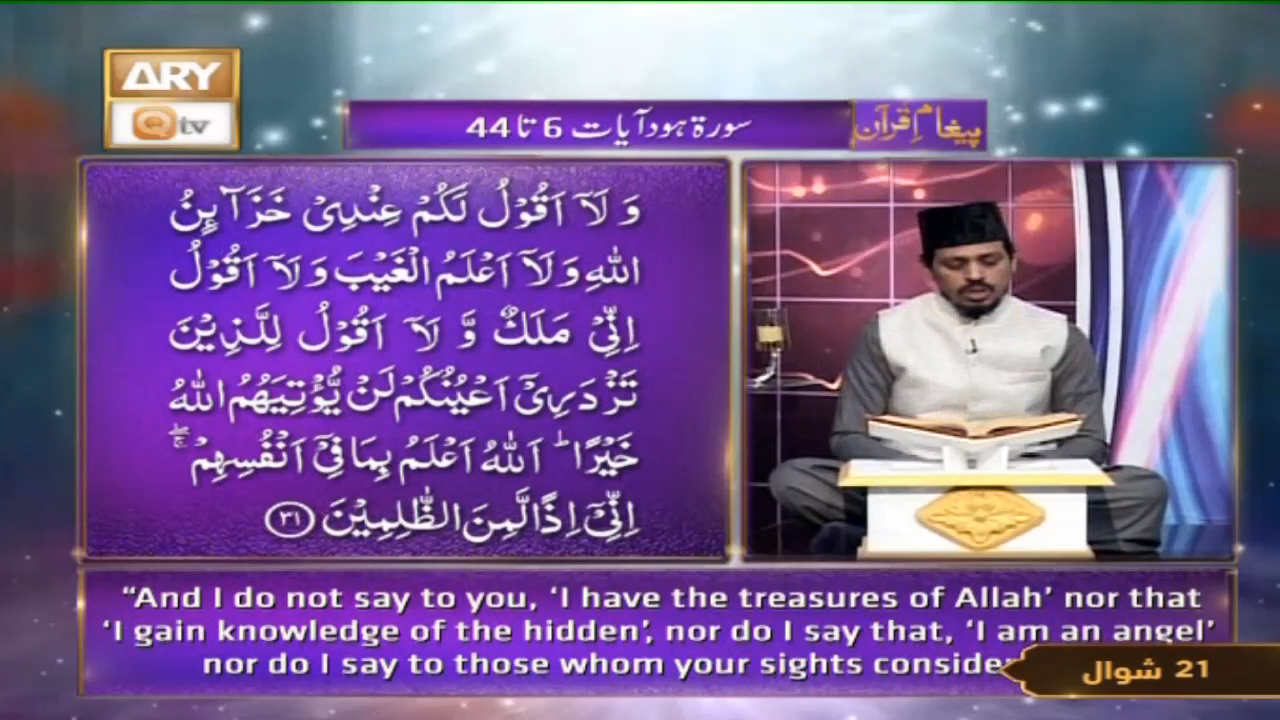 ARY
Qtv
سورۃ ہود آیات 6 تا 44
پیغامِ قرآن
وَ لَاۤ اَقُوْلُ لَكُمْ عِنْدِیْ خَزَآىِٕنُ
اللّٰهِ وَ لَاۤ اَعْلَمُ الْغَیْبَ وَ لَاۤ اَقُوْلُ
اِنِّیْ مَلَكٌ وَّ لَاۤ اَقُوْلُ لِلَّذِیْنَ
تَزْدَرِیْۤ اَعْیُنُكُمْ لَنْ یُّؤْتِیَهُمُ اللّٰهُ
خَیْرًا ؕ اَللّٰهُ اَعْلَمُ بِمَا فِیْۤ اَنْفُسِهِمْ ۚۖ
اِنِّیْۤ اِذًا لَّمِنَ الظّٰلِمِیْنَ ۝۳۱
“And I do not say to you, ‘I have the treasures of Allah’ nor that
‘I gain knowledge of the hidden’, nor do I say that, ‘I am an angel’
nor do I say to those whom your sights conside
21 شوال